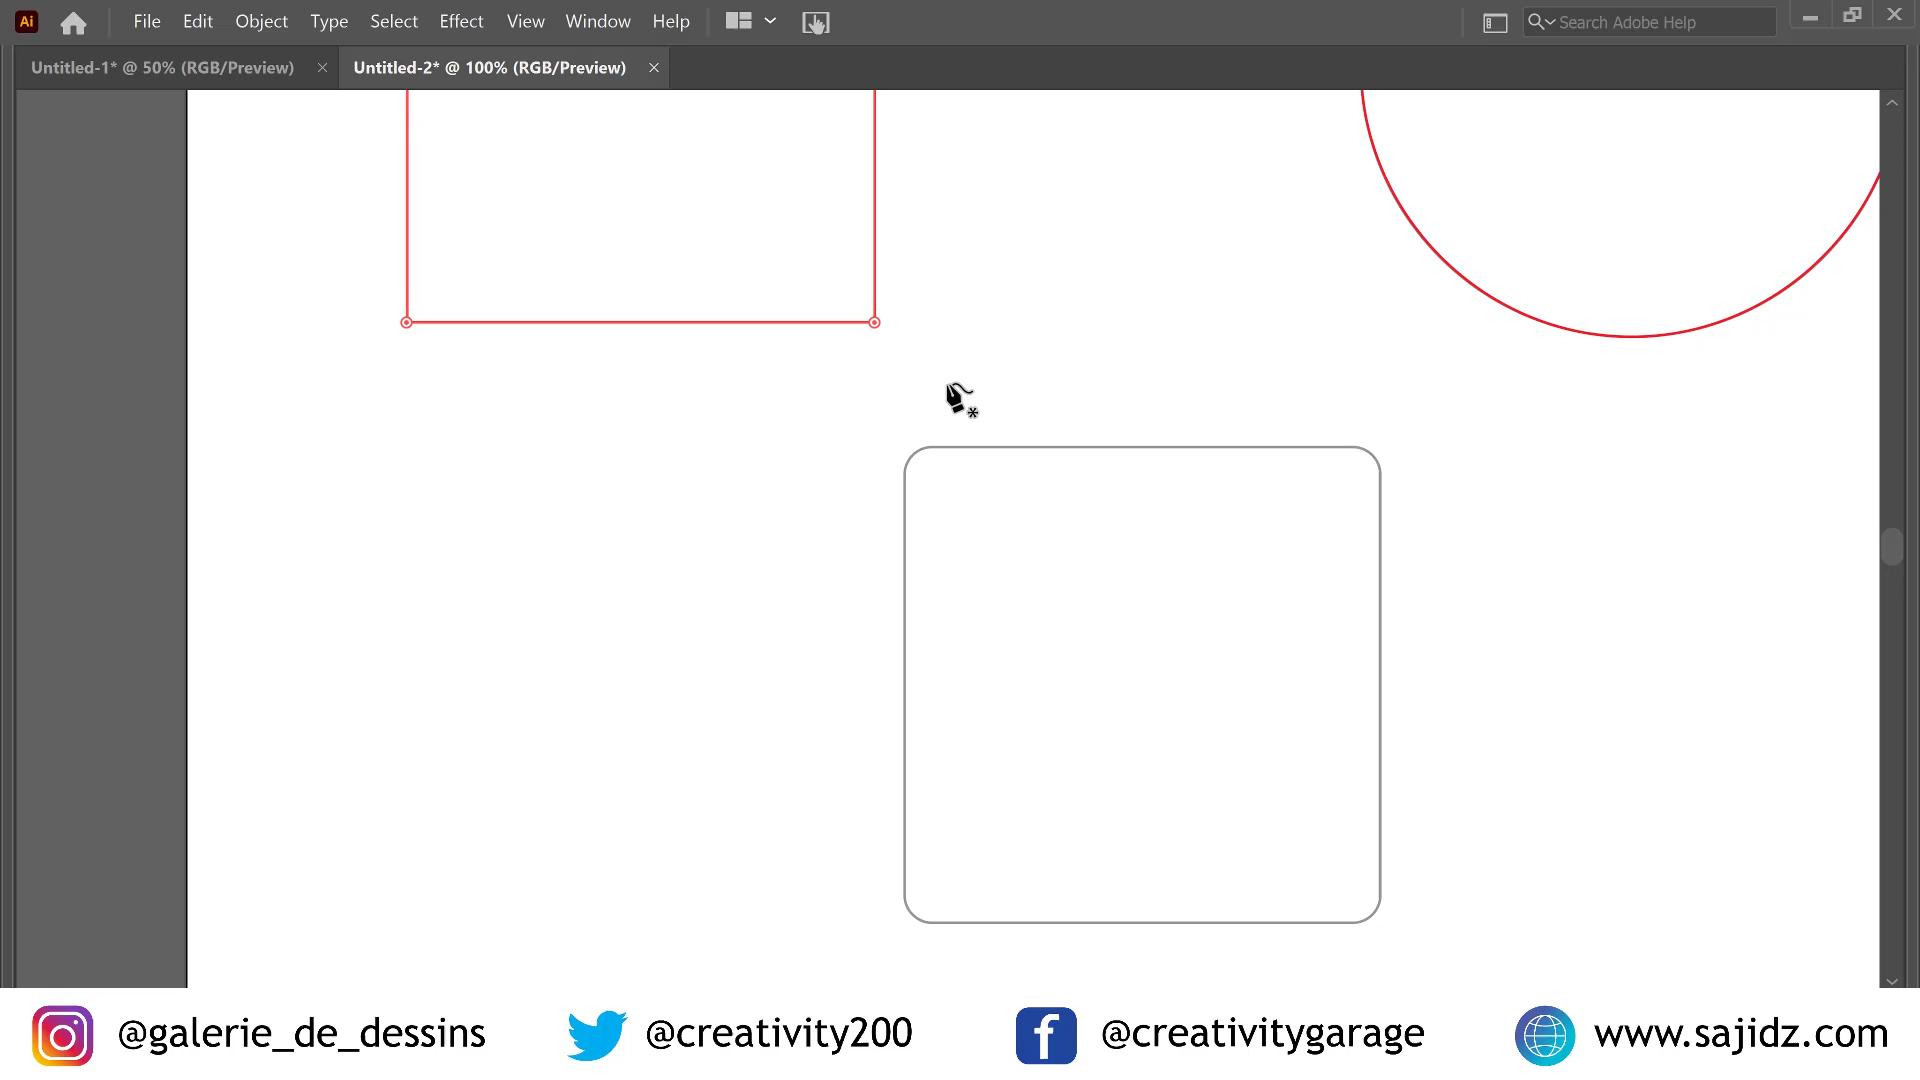 Ai File Edit Object Type Select Effect View Window Help Search Adobe Help
Untitled-1* @ 50% (RGB/Preview) × Untitled-2* @ 100% (RGB/Preview) ×
@galerie_de_dessins @creativity200 @creativitygarage www.sajidz.com